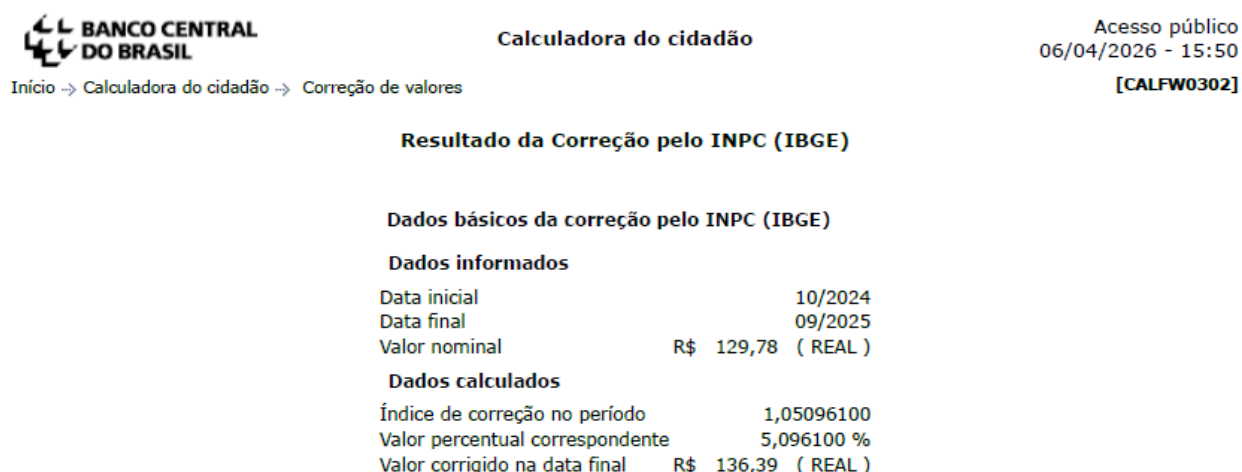 BANCO CENTRAL
DO BRASIL
Calculadora do cidadão
Acesso público
06/04/2026 - 15:50
Início → Calculadora do cidadão → Correção de valores
[CALFW0302]
Resultado da Correção pelo INPC (IBGE)
Dados básicos da correção pelo INPC (IBGE)
Dados informados
Data inicial 10/2024
Data final 09/2025
Valor nominal R$ 129,78 ( REAL )
Dados calculados
Índice de correção no período 1,05096100
Valor percentual correspondente 5,096100 %
Valor corrigido na data final R$ 136,39 ( REAL )